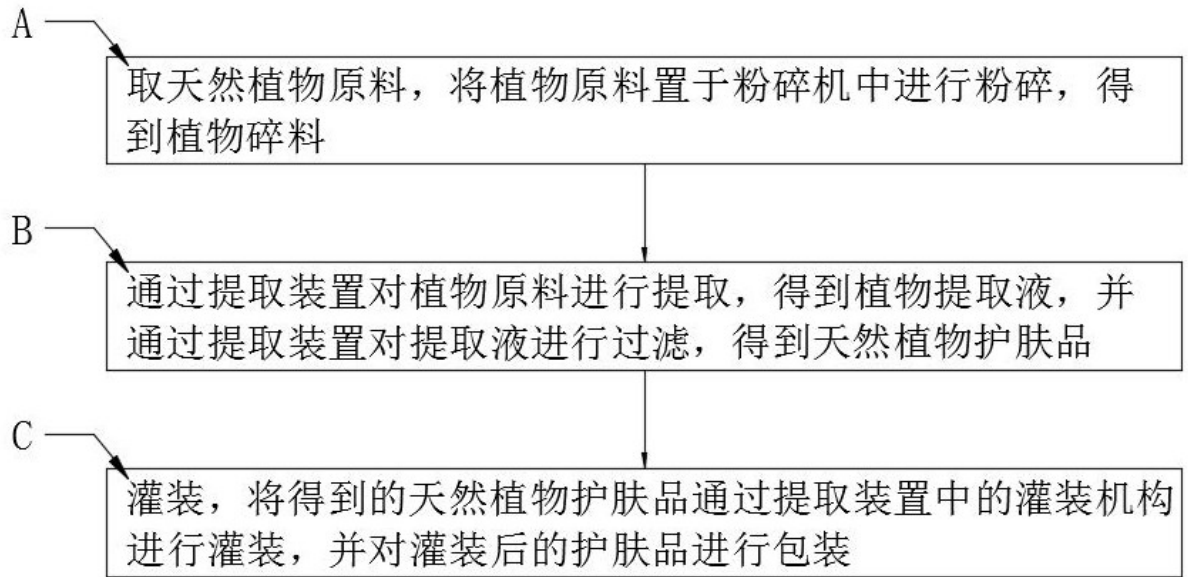 A
取天然植物原料，将植物原料置于粉碎机中进行粉碎，得
到植物碎料
B
通过提取装置对植物原料进行提取，得到植物提取液，并
通过提取装置对提取液进行过滤，得到天然植物护肤品
C
灌装，将得到的天然植物护肤品通过提取装置中的灌装机构
进行灌装，并对灌装后的护肤品进行包装